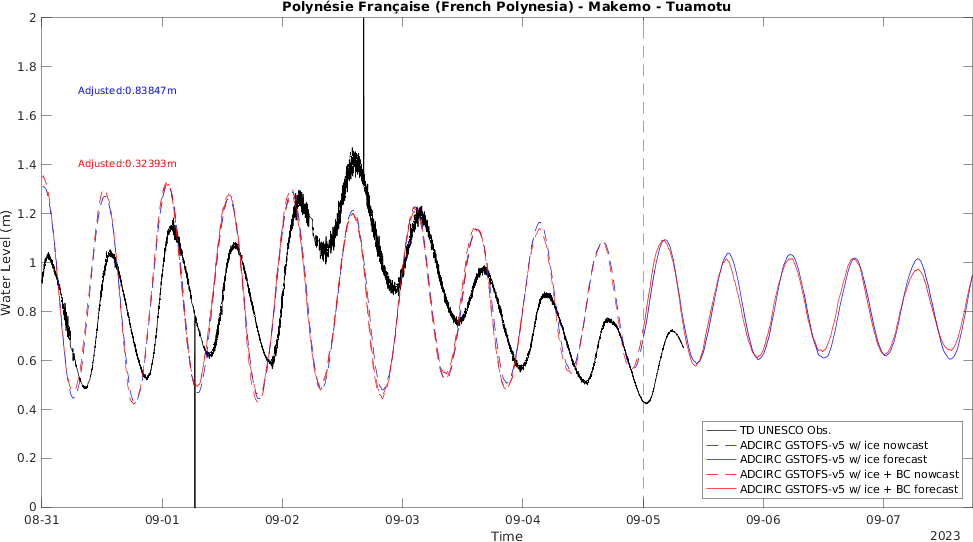 Polynésie Française (French Polynesia) - Makemo - Tuamotu
2
1.8
1.6
1.4
1.2
1
0.8
0.6
0.4
0.2
0
Water Level (m)
Adjusted:0.83847m
Adjusted:0.32393m
TD UNESCO Obs.
ADCIRC GSTOFS-v5 w/ ice nowcast
ADCIRC GSTOFS-v5 w/ ice forecast
ADCIRC GSTOFS-v5 w/ ice + BC nowcast
ADCIRC GSTOFS-v5 w/ ice + BC forecast
08-31 09-01 09-02 09-03 09-04 09-05 09-06 09-07
Time
2023